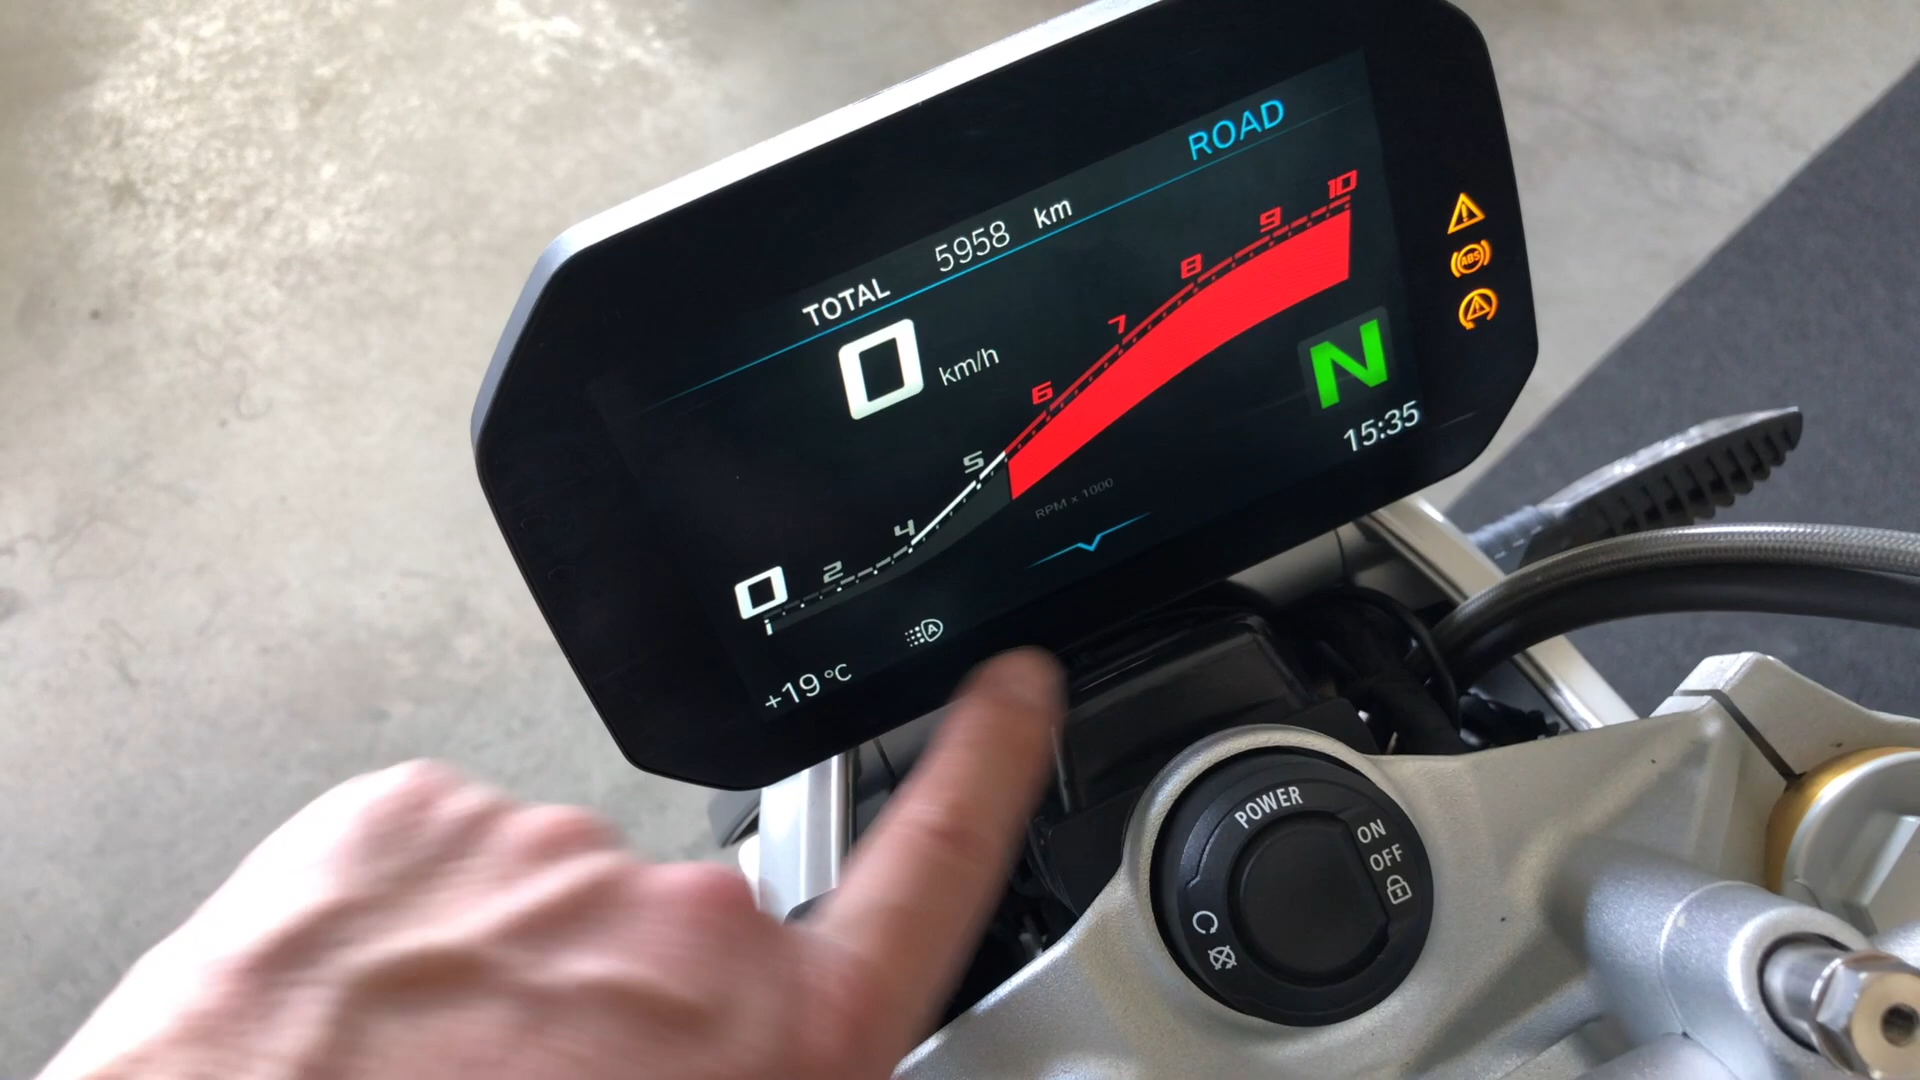 ROAD
TOTAL 5958 km
0 km/h
10
9
8
7
6
5
4
2
0
N
15:35
RPM x 1000
A
+19 °C
ABS
POWER
ON
OFF